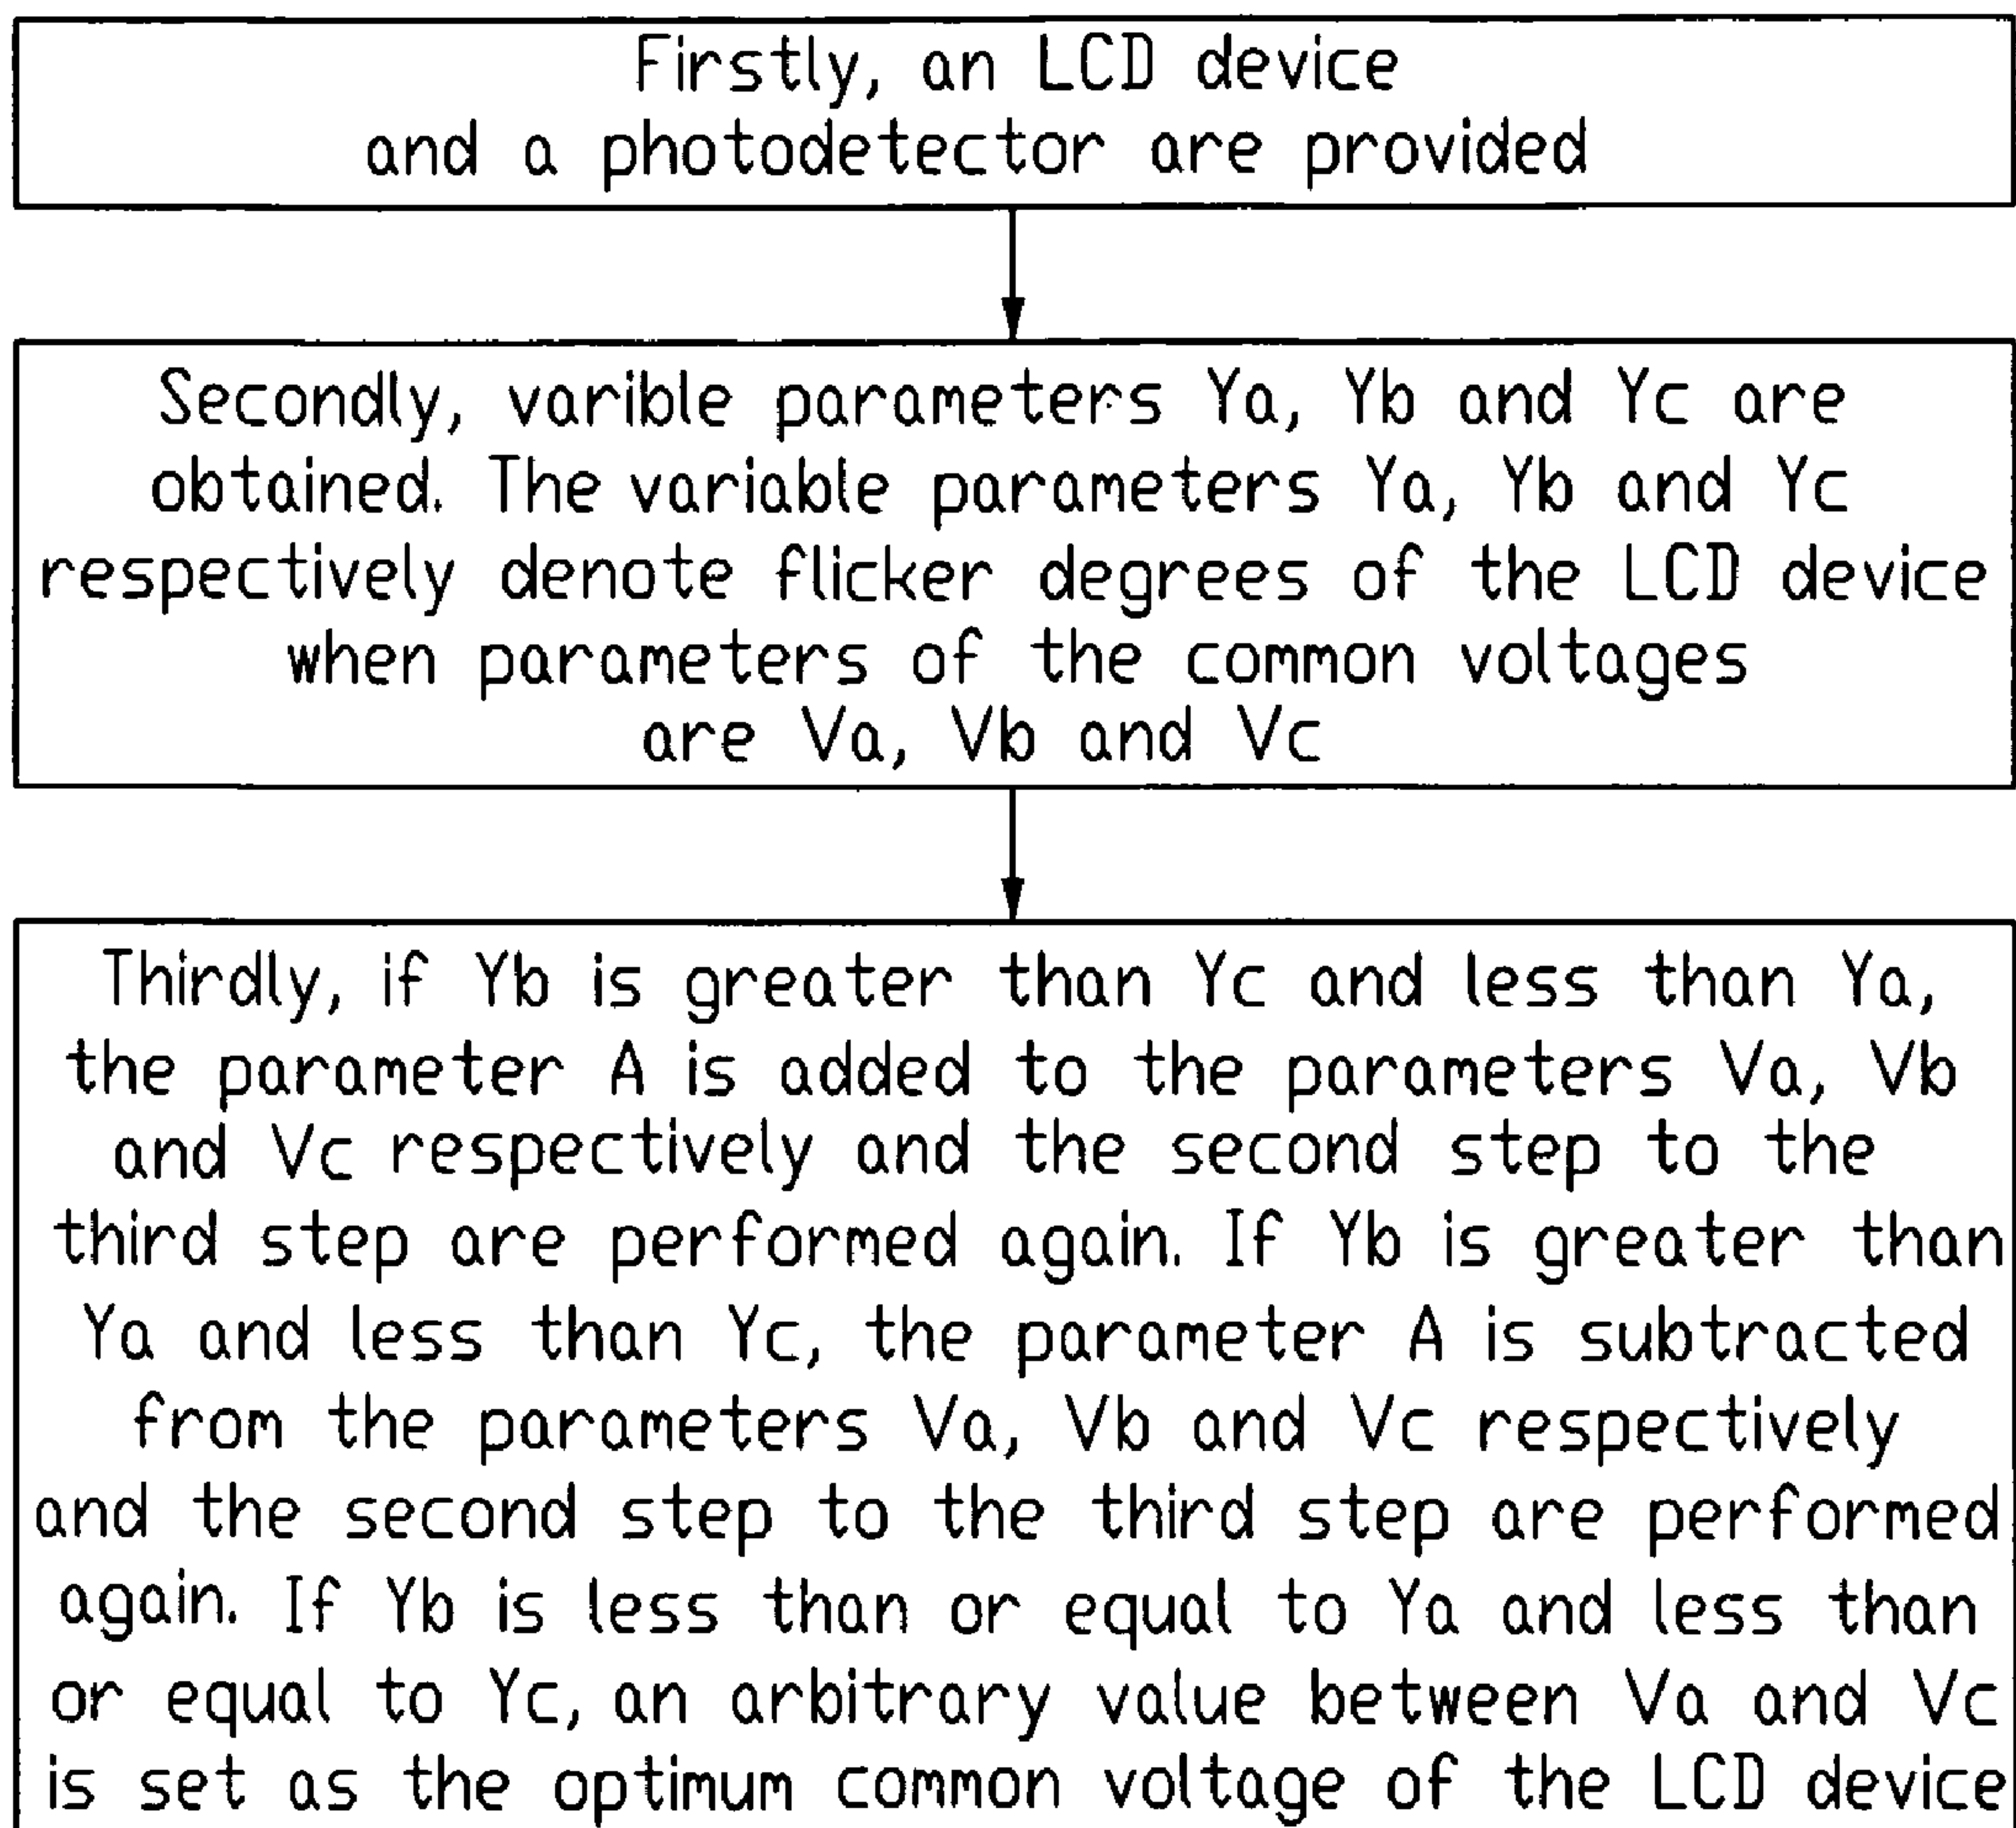 Firstly, an LCD device
and a photodetector are provided
Secondly, varible parameters Ya, Yb and Yc are
obtained. The variable parameters Ya, Yb and Yc
respectively denote flicker degrees of the LCD device
when parameters of the common voltages
are Va, Vb and Vc
Thirdly, if Yb is greater than Yc and less than Ya,
the parameter A is added to the parameters Va, Vb
and Vc respectively and the second step to the
third step are performed again. If Yb is greater than
Ya and less than Yc, the parameter A is subtracted
from the parameters Va, Vb and Vc respectively
and the second step to the third step are performed
again. If Yb is less than or equal to Ya and less than
or equal to Yc, an arbitrary value between Va and Vc
is set as the optimum common voltage of the LCD device